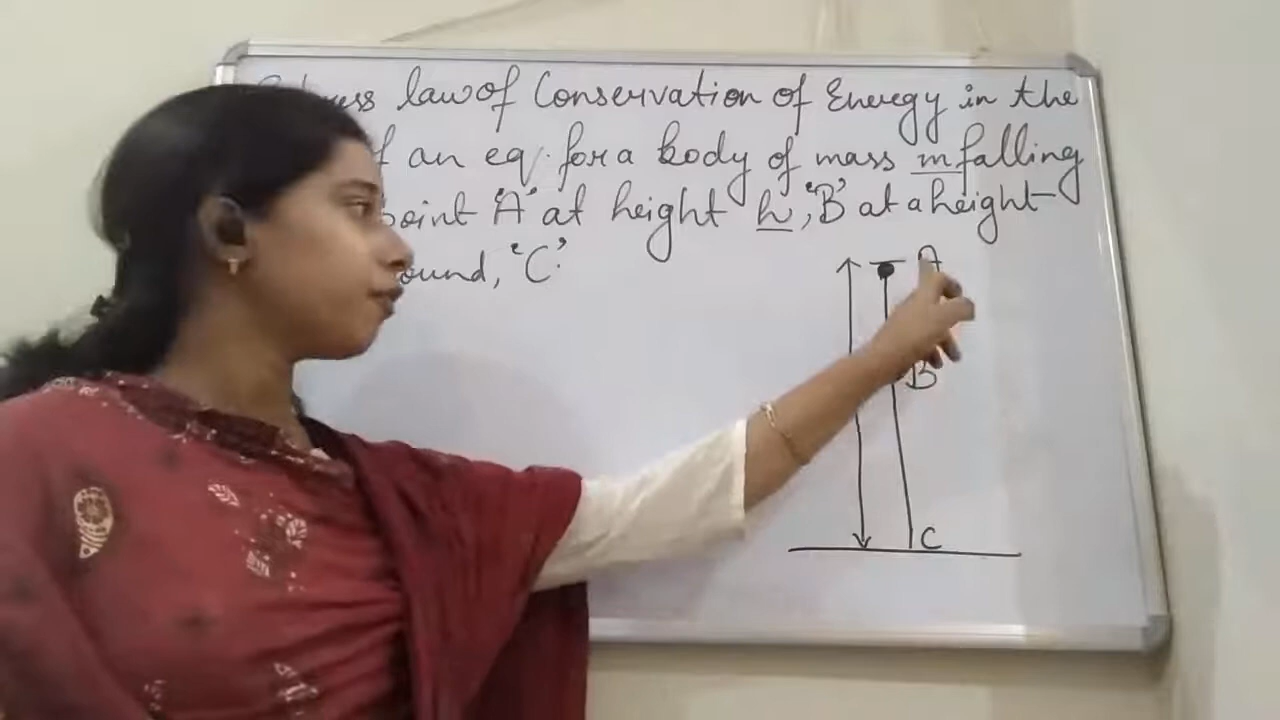 law of Conservation of Energy in the
an eq. for a body of mass m falling
point 'A' at height h, 'B' at a height
'C'.
A
B
C